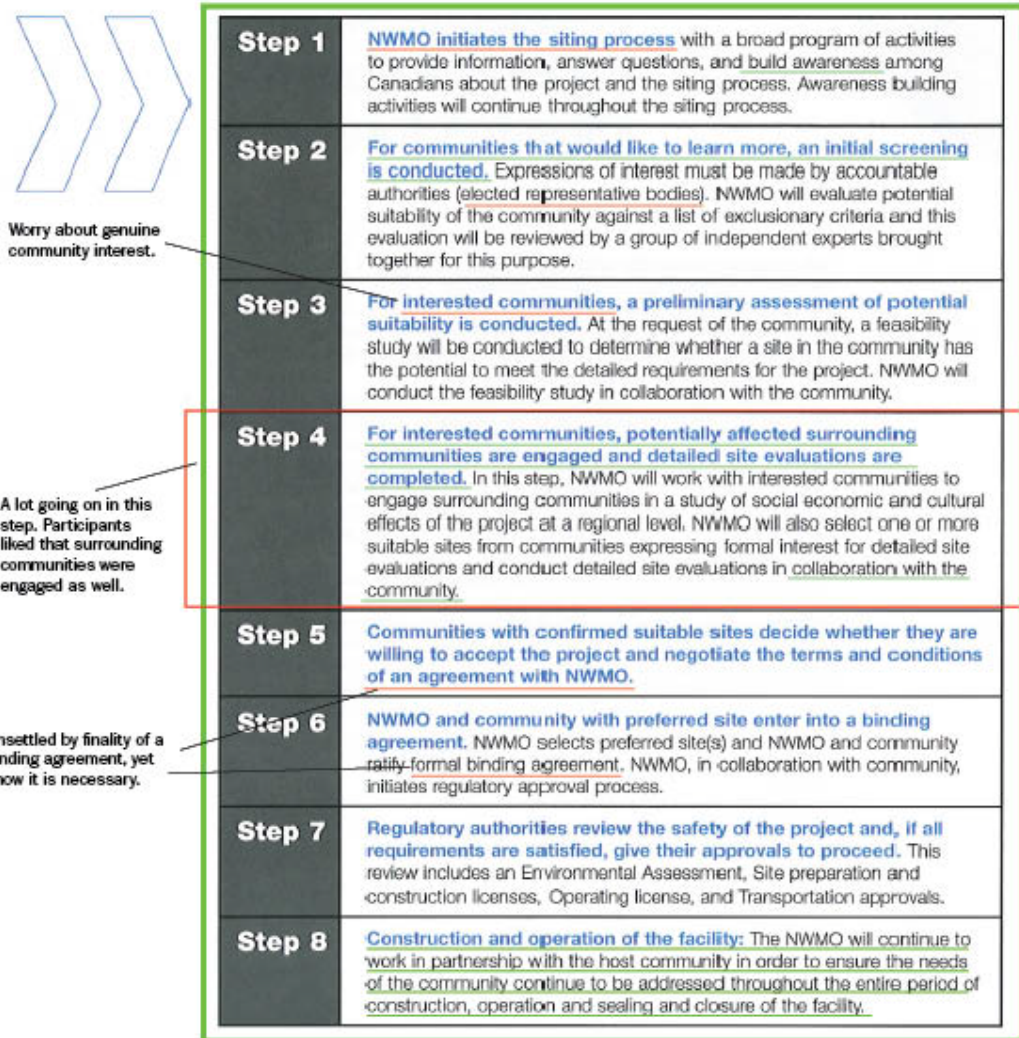 Step 1
NWMO initiates the siting process with a broad program of activities
to provide information, answer questions, and build awareness among
Canadians about the project and the siting process. Awareness building
activities will continue throughout the siting process.
Step 2
For communities that would like to learn more, an initial screening
is conducted. Expressions of interest must be made by accountable
authorities (elected representative bodies). NWMO will evaluate potential
suitability of the community against a list of exclusionary criteria and this
evaluation will be reviewed by a group of independent experts brought
together for this purpose.
Worry about genuine
community interest.
Step 3
For interested communities, a preliminary assessment of potential
suitability is conducted. At the request of the community, a feasibility
study will be conducted to determine whether a site in the community has
the potential to meet the detailed requirements for the project. NWMO will
conduct the feasibility study in collaboration with the community.
Step 4
For interested communities, potentially affected surrounding
communities are engaged and detailed site evaluations are
completed. In this step, NWMO will work with interested communities to
engage surrounding communities in a study of social economic and cultural
effects of the project at a regional level. NWMO will also select one or more
suitable sites from communities expressing formal interest for detailed site
evaluations and conduct detailed site evaluations in collaboration with the
community.
A lot going on in this
step. Participants
liked that surrounding
communities were
engaged as well.
Step 5
Communities with confirmed suitable sites decide whether they are
willing to accept the project and negotiate the terms and conditions
of an agreement with NWMO.
Step 6
NWMO and community with preferred site enter into a binding
agreement. NWMO selects preferred site(s) and NWMO and community
ratify formal binding agreement. NWMO, in collaboration with community,
initiates regulatory approval process.
nsettled by finality of a
nding agreement, yet
now it is necessary.
Step 7
Regulatory authorities review the safety of the project and, if all
requirements are satisfied, give their approvals to proceed. This
review includes an Environmental Assessment, Site preparation and
construction licenses, Operating license, and Transportation approvals.
Step 8
Construction and operation of the facility: The NWMO will continue to
work in partnership with the host community in order to ensure the needs
of the community continue to be addressed throughout the entire period of
construction, operation and sealing and closure of the facility.